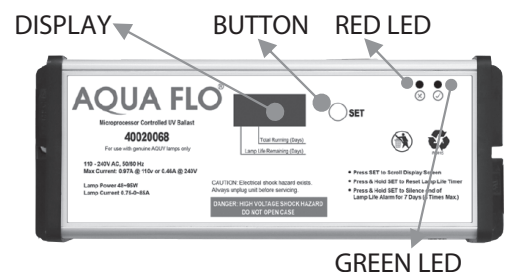 DISPLAY BUTTON RED LED
AQUA FLO®
SET
Microprocessor Controlled UV Ballast
40020068
For use with genuine AQUV lamps only
Total Running (Days)
Lamp Life Remaining (Days)
110 - 240V AC, 50/60 Hz
Max Current: 0.97A @ 110v or 0.46A @ 240V
Lamp Power 40~95W
Lamp Current 0.75-0~85A
CAUTION: Electrical shock hazard exists.
Always unplug before servicing.
DANGER: HIGH VOLTAGE SHOCK HAZARD
DO NOT OPEN CASE
• Press SET to Scroll Display Screen
• Press & Hold SET to Reset Lamp Life Timer
• Press & Hold SET to Silence end of
Lamp Life Alarm for 7 Days ( Times Max.)
GREEN LED